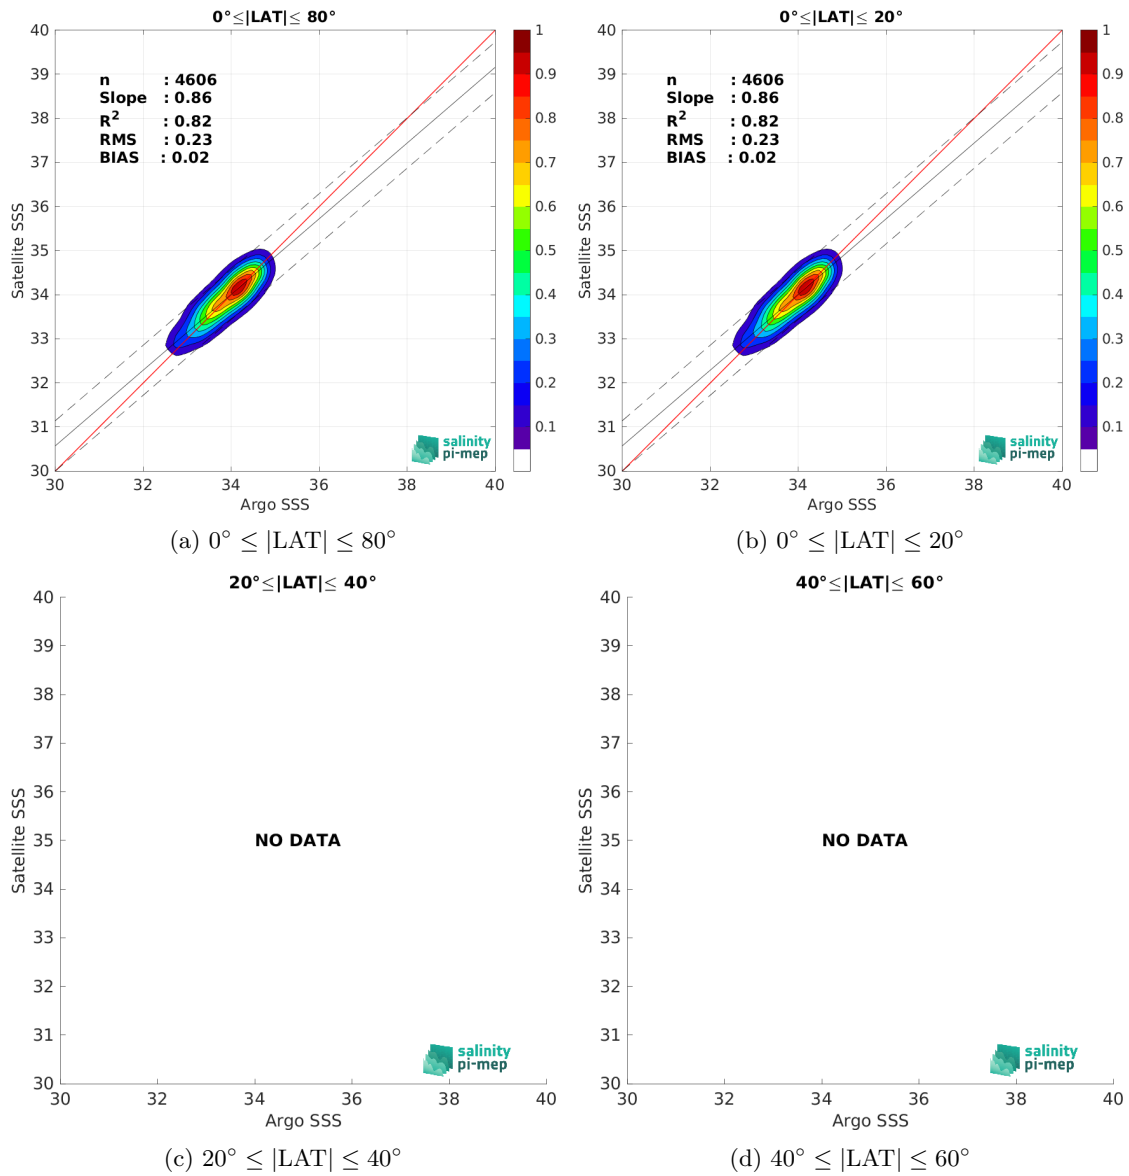 0°≤|LAT|≤ 80°
40
39
38
37
36
35
34
33
32
31
30
Satellite SSS
n : 4606
Slope : 0.86
R2 : 0.82
RMS : 0.23
BIAS : 0.02
1
0.9
0.8
0.7
0.6
0.5
0.4
0.3
0.2
0.1
salinity
pi-mep
30 32 34 36 38 40
Argo SSS
(a) 0° ≤ |LAT| ≤ 80°
0°≤|LAT|≤ 20°
40
39
38
37
36
35
34
33
32
31
30
Satellite SSS
n : 4606
Slope : 0.86
R2 : 0.82
RMS : 0.23
BIAS : 0.02
1
0.9
0.8
0.7
0.6
0.5
0.4
0.3
0.2
0.1
salinity
pi-mep
30 32 34 36 38 40
Argo SSS
(b) 0° ≤ |LAT| ≤ 20°
20°≤|LAT|≤ 40°
40
39
38
37
36
35
34
33
32
31
30
Satellite SSS
NO DATA
salinity
pi-mep
30 32 34 36 38 40
Argo SSS
(c) 20° ≤ |LAT| ≤ 40°
40°≤|LAT|≤ 60°
40
39
38
37
36
35
34
33
32
31
30
Satellite SSS
NO DATA
salinity
pi-mep
30 32 34 36 38 40
Argo SSS
(d) 40° ≤ |LAT| ≤ 60°